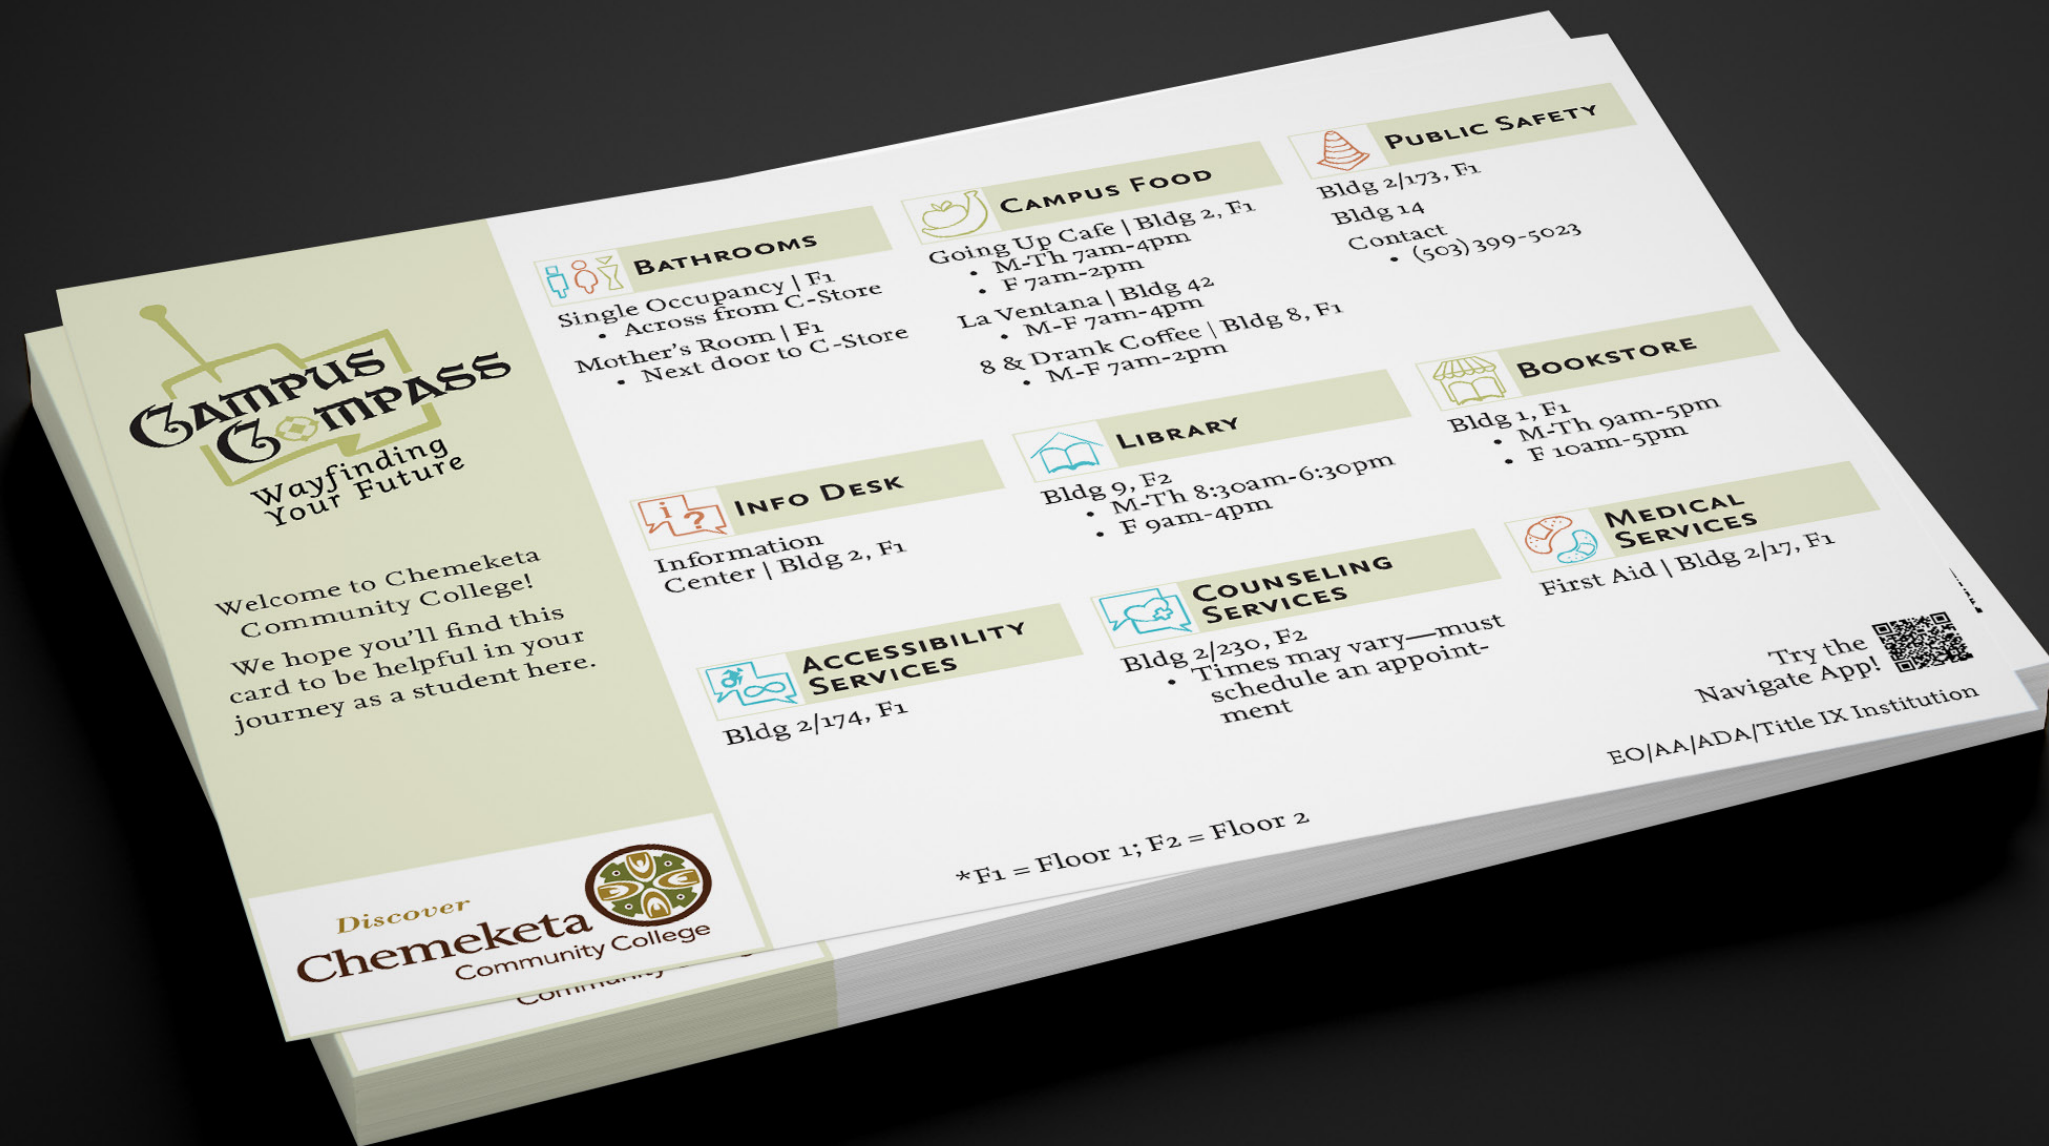 Campus
Compass
Wayfinding
Your Future
Welcome to Chemeketa
Community College!
We hope you'll find this
card to be helpful in your
journey as a student here.
Discover
Chemeketa
Community College
Bathrooms
Single Occupancy | F1
• Across from C-Store
Mother's Room | F1
• Next door to C-Store
Info Desk
Information
Center | Bldg 2, F1
Accessibility
Services
Bldg 2/174, F1
Campus Food
Going Up Cafe | Bldg 2, F1
• M-Th 7am-4pm
• F 7am-2pm
La Ventana | Bldg 42
• M-F 7am-4pm
8 & Drank Coffee | Bldg 8, F1
• M-F 7am-2pm
Library
Bldg 9, F2
• M-Th 8:30am-6:30pm
• F 9am-4pm
Counseling
Services
Bldg 2/230, F2
• Times may vary—must
schedule an appoint-
ment
Public Safety
Bldg 2/173, F1
Bldg 14
Contact
• (503) 399-5023
Bookstore
Bldg 1, F1
• M-Th 9am-5pm
• F 10am-5pm
Medical
Services
First Aid | Bldg 2/17, F1
Try the
Navigate App!
EO/AA/ADA/Title IX Institution
*F1 = Floor 1; F2 = Floor 2
Community College